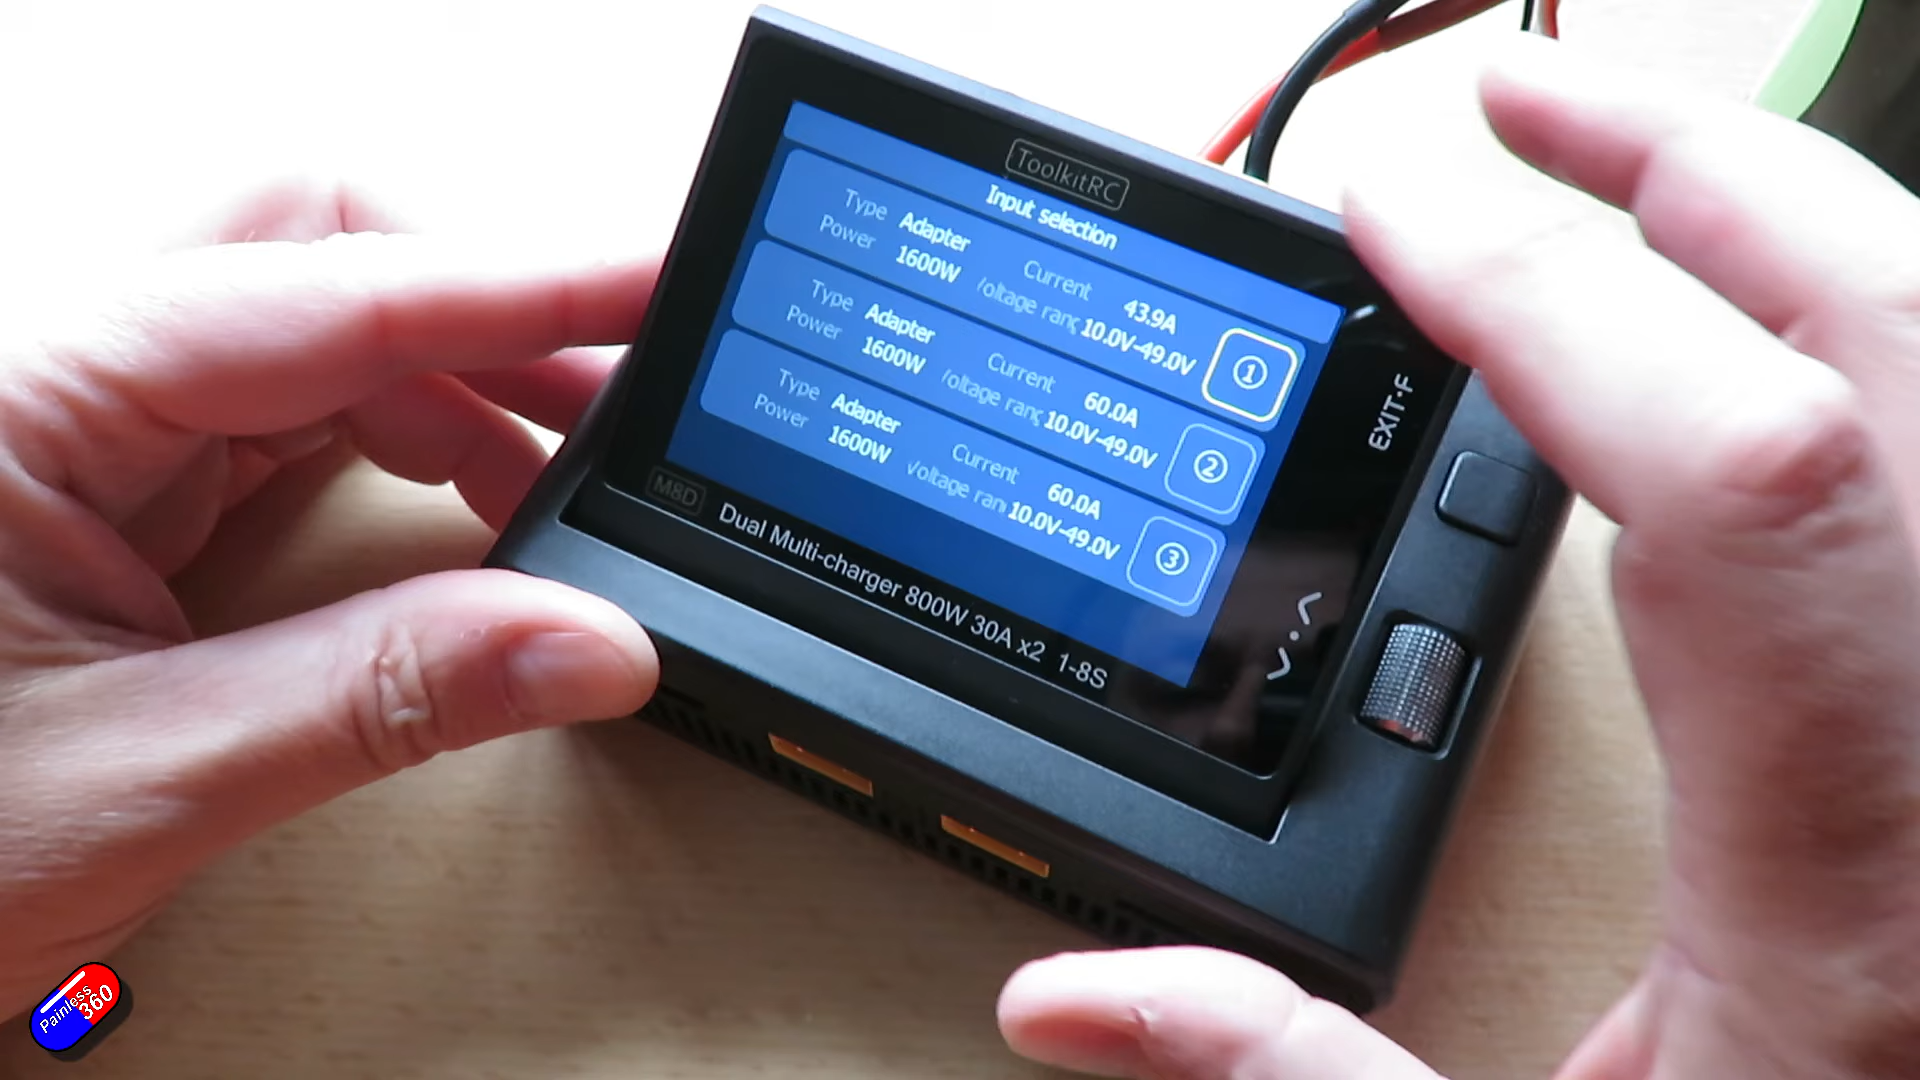 ToolkitRC
Input selection
Type Adapter Current 43.9A
Power 1600W /oltage rang 10.0V-49.0V
①
Type Adapter Current 60.0A
Power 1600W /oltage rang 10.0V-49.0V
②
Type Adapter Current 60.0A
Power 1600W Voltage ran 10.0V-49.0V
③
EXIT·F
M8D
Dual Multi-charger 800W 30A x2 1-8S
Painless
360